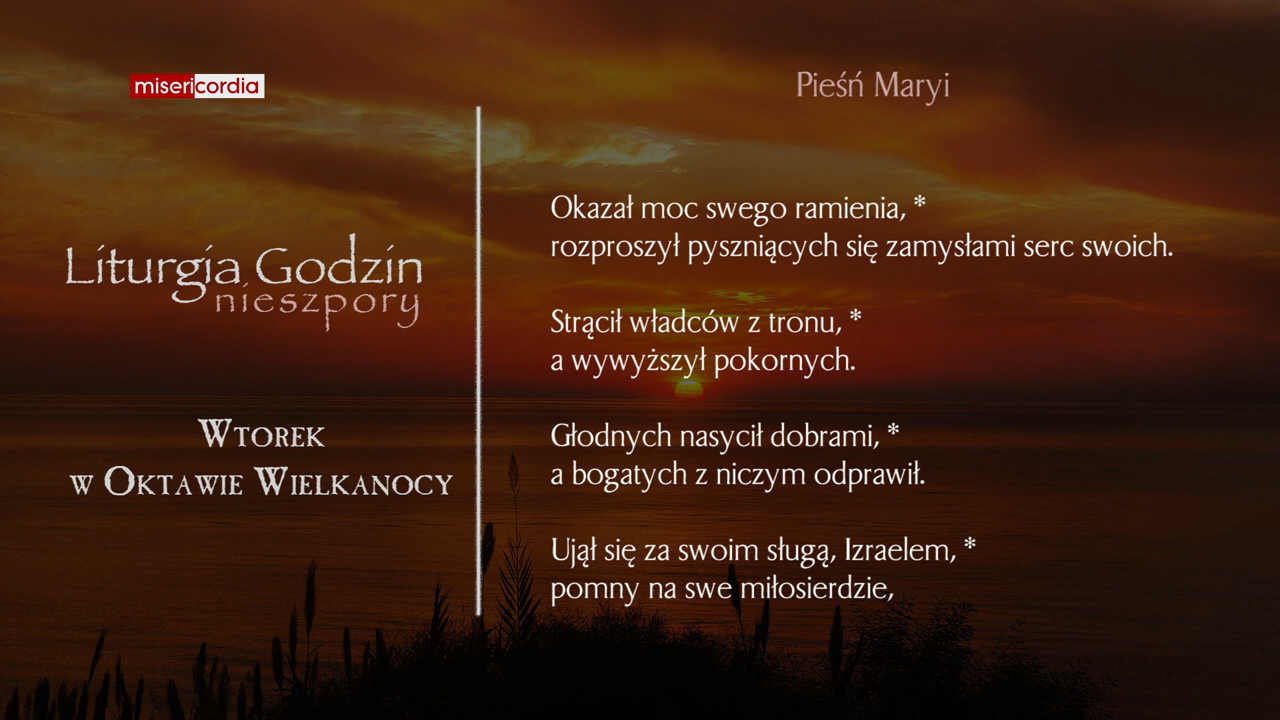 misericordia
Liturgia Godzin
nieszpory
Wtorek
w Oktawie Wielkanocy
Pieśń Maryi
Okazał moc swego ramienia, *
rozproszył pyszniących się zamysłami serc swoich.
Strącił władców z tronu, *
a wywyższył pokornych.
Głodnych nasycił dobrami, *
a bogatych z niczym odprawił.
Ujął się za swoim sługą, Izraelem, *
pomny na swe miłosierdzie,